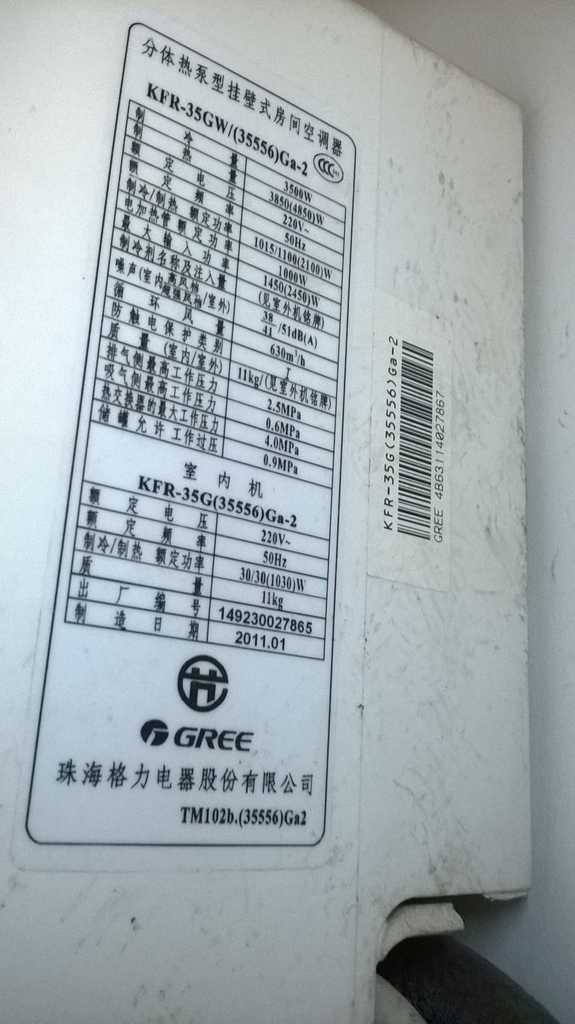 分体热泵型挂壁式房间空调器
KFR-35GW/(35556)Ga-2
制冷量 3500W
制热量 3850(4850)W
额定电压 220V~
额定频率 50Hz
制冷/制热 额定功率 1015/1100(2100)W
电加热管 额定功率 1000W
最大输入功率 1450(2450)W
制冷剂名称及注入量 (见室外机铭牌)
噪声(室内高风档/室外) 38/51dB(A)
超强风档 41
循环风量 630m³/h
防触电保护类别 I
质量(室内/室外) 11kg/(见室外机铭牌)
排气侧最高工作压力 2.5MPa
吸气侧最高工作压力 0.6MPa
热交换器的最大工作压力 4.0MPa
储罐允许工作过压 0.9MPa
室内机
KFR-35G(35556)Ga-2
额定电压 220V~
额定频率 50Hz
制冷/制热 额定功率 30/30(1030)W
质量 11kg
出厂编号 149230027865
制造日期 2011.01
GREE
珠海格力电器股份有限公司
TM102b.(35556)Ga2
KFR-35G(35556)Ga-2
GREE 4B63114027867